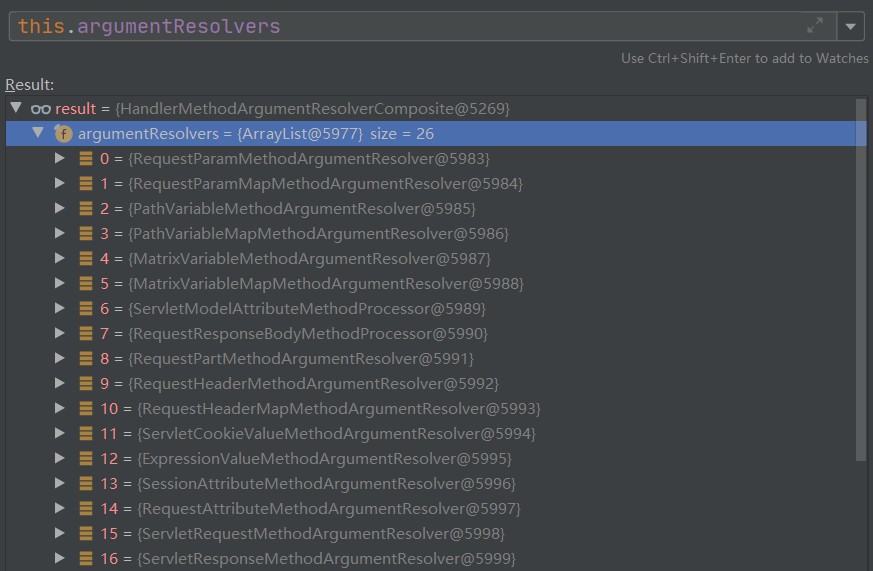 this.argumentResolvers
Use Ctrl+Shift+Enter to add to Watches
Result:
result = {HandlerMethodArgumentResolverComposite@5269}
f argumentResolvers = {ArrayList@5977} size = 26
0 = {RequestParamMethodArgumentResolver@5983}
1 = {RequestParamMapMethodArgumentResolver@5984}
2 = {PathVariableMethodArgumentResolver@5985}
3 = {PathVariableMapMethodArgumentResolver@5986}
4 = {MatrixVariableMethodArgumentResolver@5987}
5 = {MatrixVariableMapMethodArgumentResolver@5988}
6 = {ServletModelAttributeMethodProcessor@5989}
7 = {RequestResponseBodyMethodProcessor@5990}
8 = {RequestPartMethodArgumentResolver@5991}
9 = {RequestHeaderMethodArgumentResolver@5992}
10 = {RequestHeaderMapMethodArgumentResolver@5993}
11 = {ServletCookieValueMethodArgumentResolver@5994}
12 = {ExpressionValueMethodArgumentResolver@5995}
13 = {SessionAttributeMethodArgumentResolver@5996}
14 = {RequestAttributeMethodArgumentResolver@5997}
15 = {ServletRequestMethodArgumentResolver@5998}
16 = {ServletResponseMethodArgumentResolver@5999}